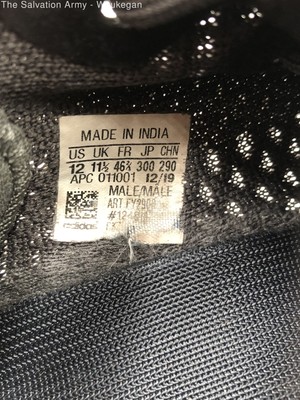 The Salvation Army - Waukegan
MADE IN INDIA
US UK FR JP CHN
12 11½ 46⅔ 300 290
APC 011001 12/19
MALE/MALE
ART
adidas